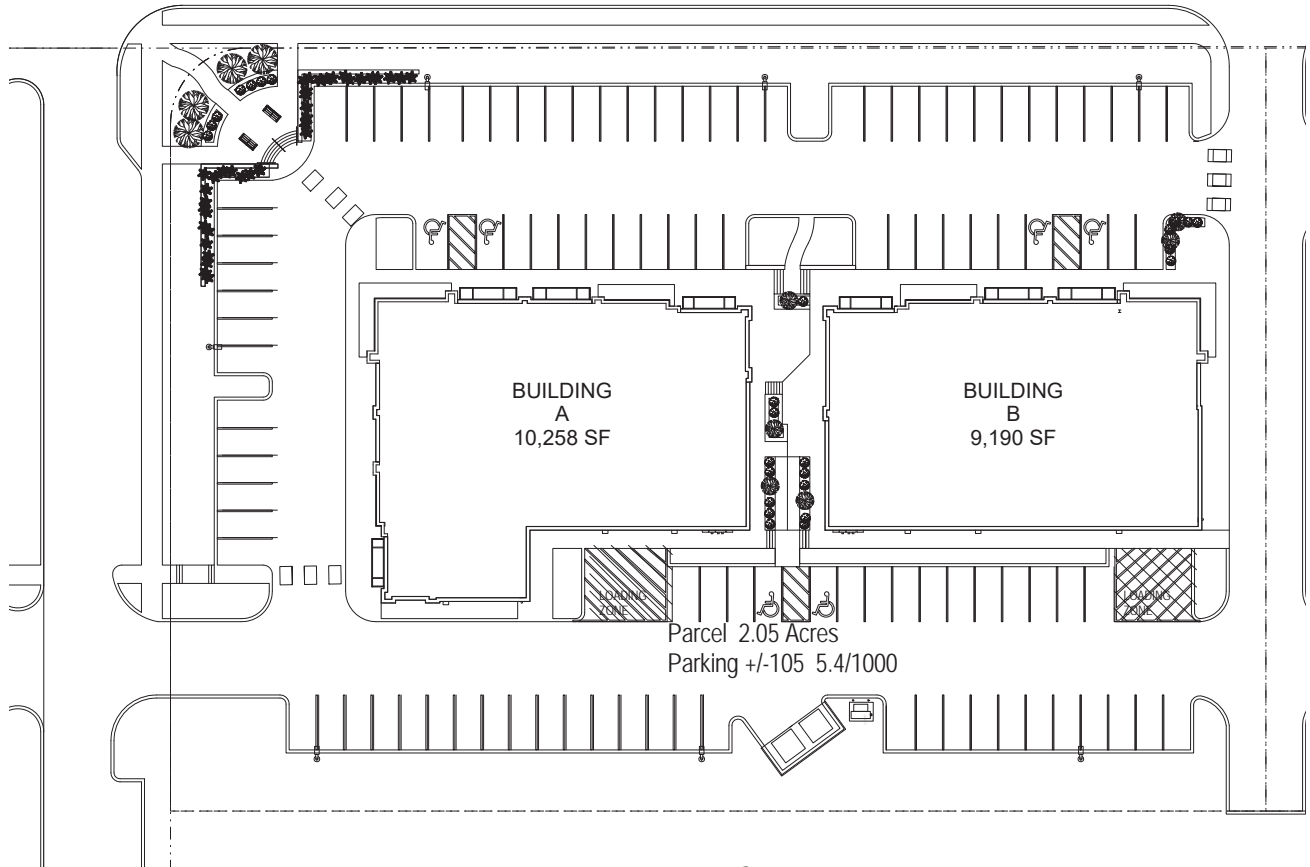 BUILDING
A
10,258 SF
BUILDING
B
9,190 SF
LOADING
ZONE
LOADING
ZONE
Parcel 2.05 Acres
Parking +/-105 5.4/1000